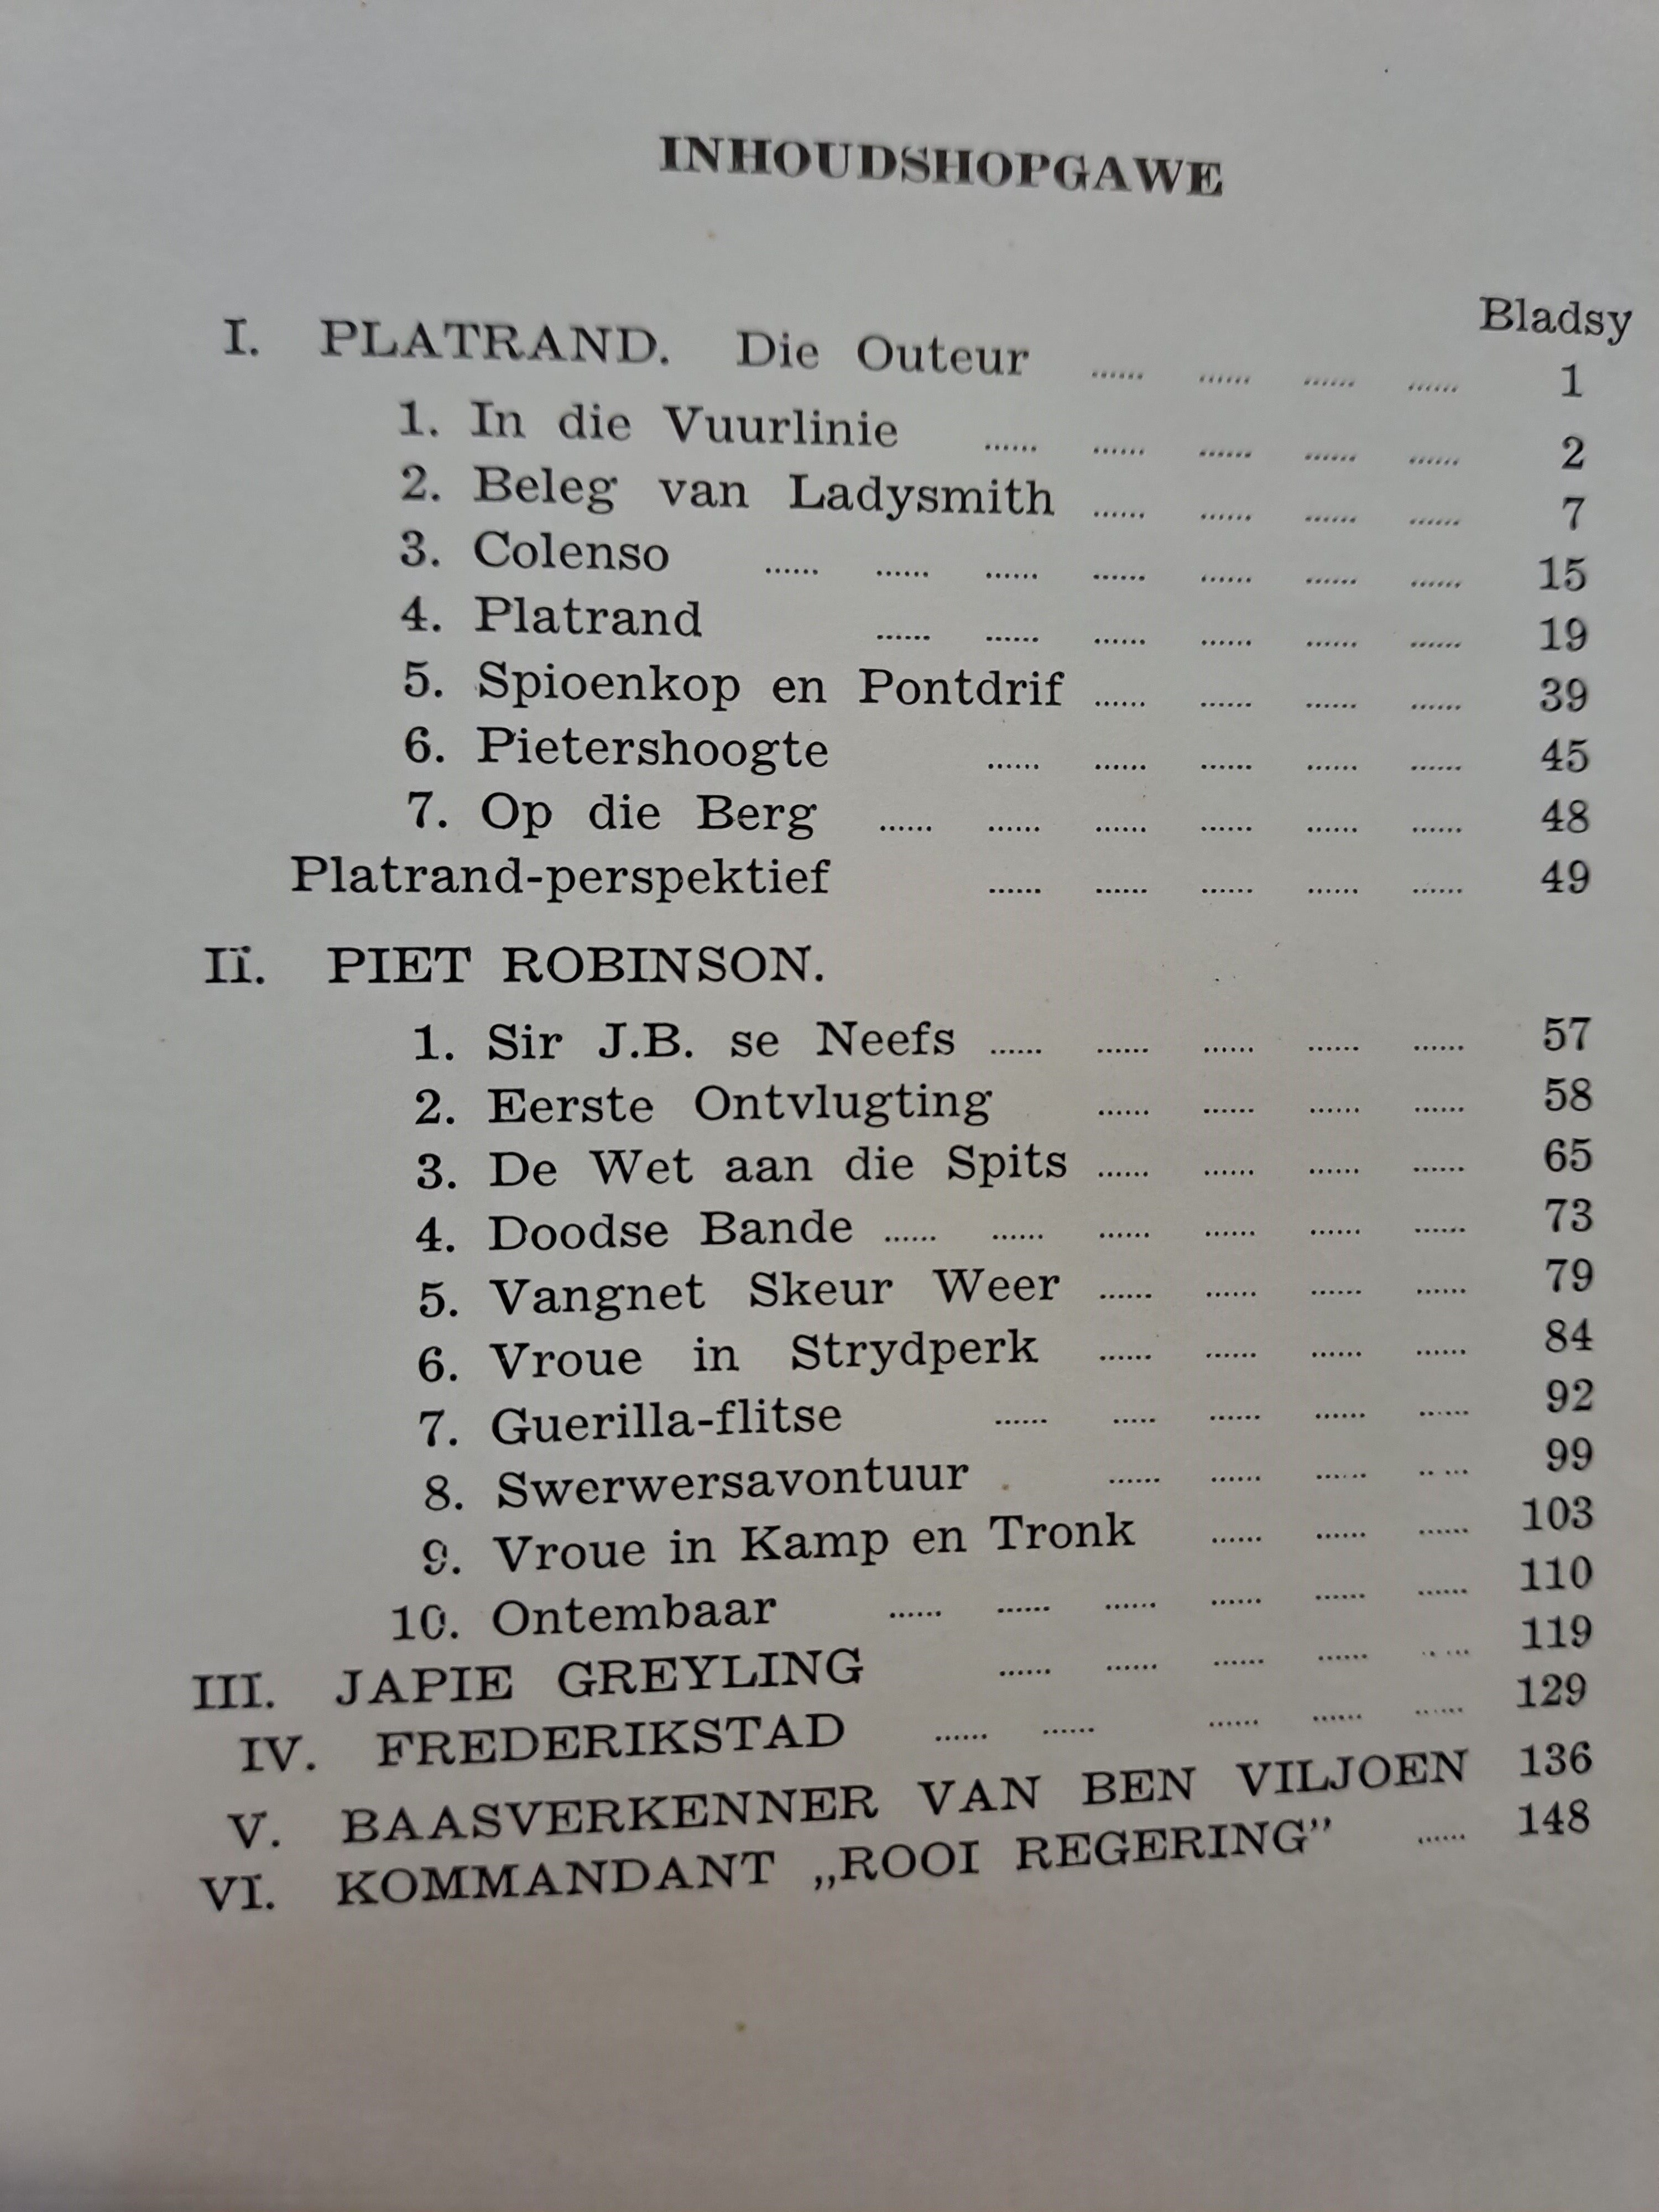 INHOUDSHOPGAWE
Bladsy
I. PLATRAND. Die Outeur ...... ...... ...... ...... 1
1. In die Vuurlinie ...... ...... ...... ...... ...... 2
2. Beleg van Ladysmith ...... ...... ...... ...... 7
3. Colenso ...... ...... ...... ...... ...... ...... ...... 15
4. Platrand ...... ...... ...... ...... ...... ...... 19
5. Spioenkop en Pontdrif ...... ...... ...... ...... 39
6. Pietershoogte ...... ...... ...... ...... ...... 45
7. Op die Berg ...... ...... ...... ...... ...... ...... 48
Platrand-perspektief ...... ...... ...... ...... ...... 49
II. PIET ROBINSON.
1. Sir J.B. se Neefs ...... ...... ...... ...... ...... 57
2. Eerste Ontvlugting ...... ...... ...... ...... 58
3. De Wet aan die Spits ...... ...... ...... ...... 65
4. Doodse Bande ...... ...... ...... ...... ...... ...... 73
5. Vangnet Skeur Weer ...... ...... ...... ...... 79
6. Vroue in Strydperk ...... ...... ...... ...... 84
7. Guerilla-flitse ...... ..... ...... ...... ...... 92
8. Swerwersavontuur ...... ...... ...... ..... 99
9. Vroue in Kamp en Tronk ...... ...... ...... 103
10. Ontembaar ...... ...... ...... ...... ...... ...... 110
III. JAPIE GREYLING ...... ...... ...... ...... ..... 119
IV. FREDERIKSTAD ...... ...... ...... ...... ...... 129
V. BAASVERKENNER VAN BEN VILJOEN 136
VI. KOMMANDANT „ROOI REGERING” ...... 148